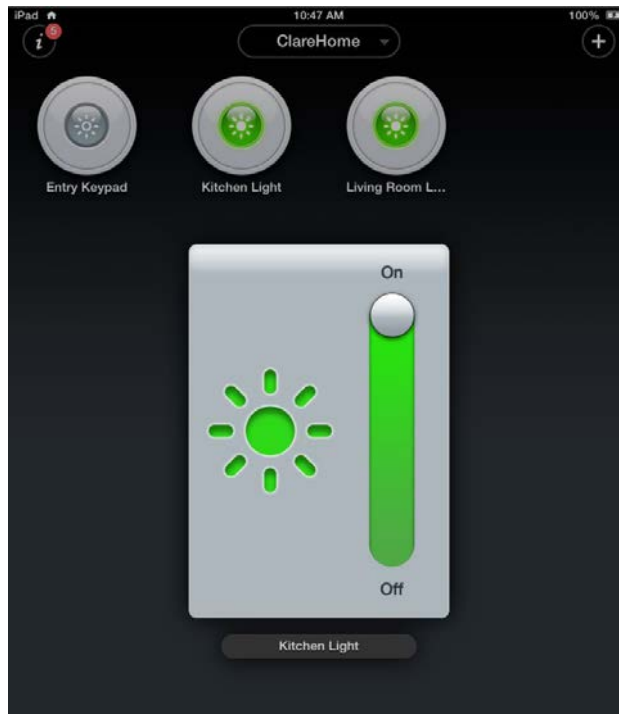 iPad 10:47 AM 100%
i 5 ClareHome +
Entry Keypad Kitchen Light Living Room L...
On
Off
Kitchen Light